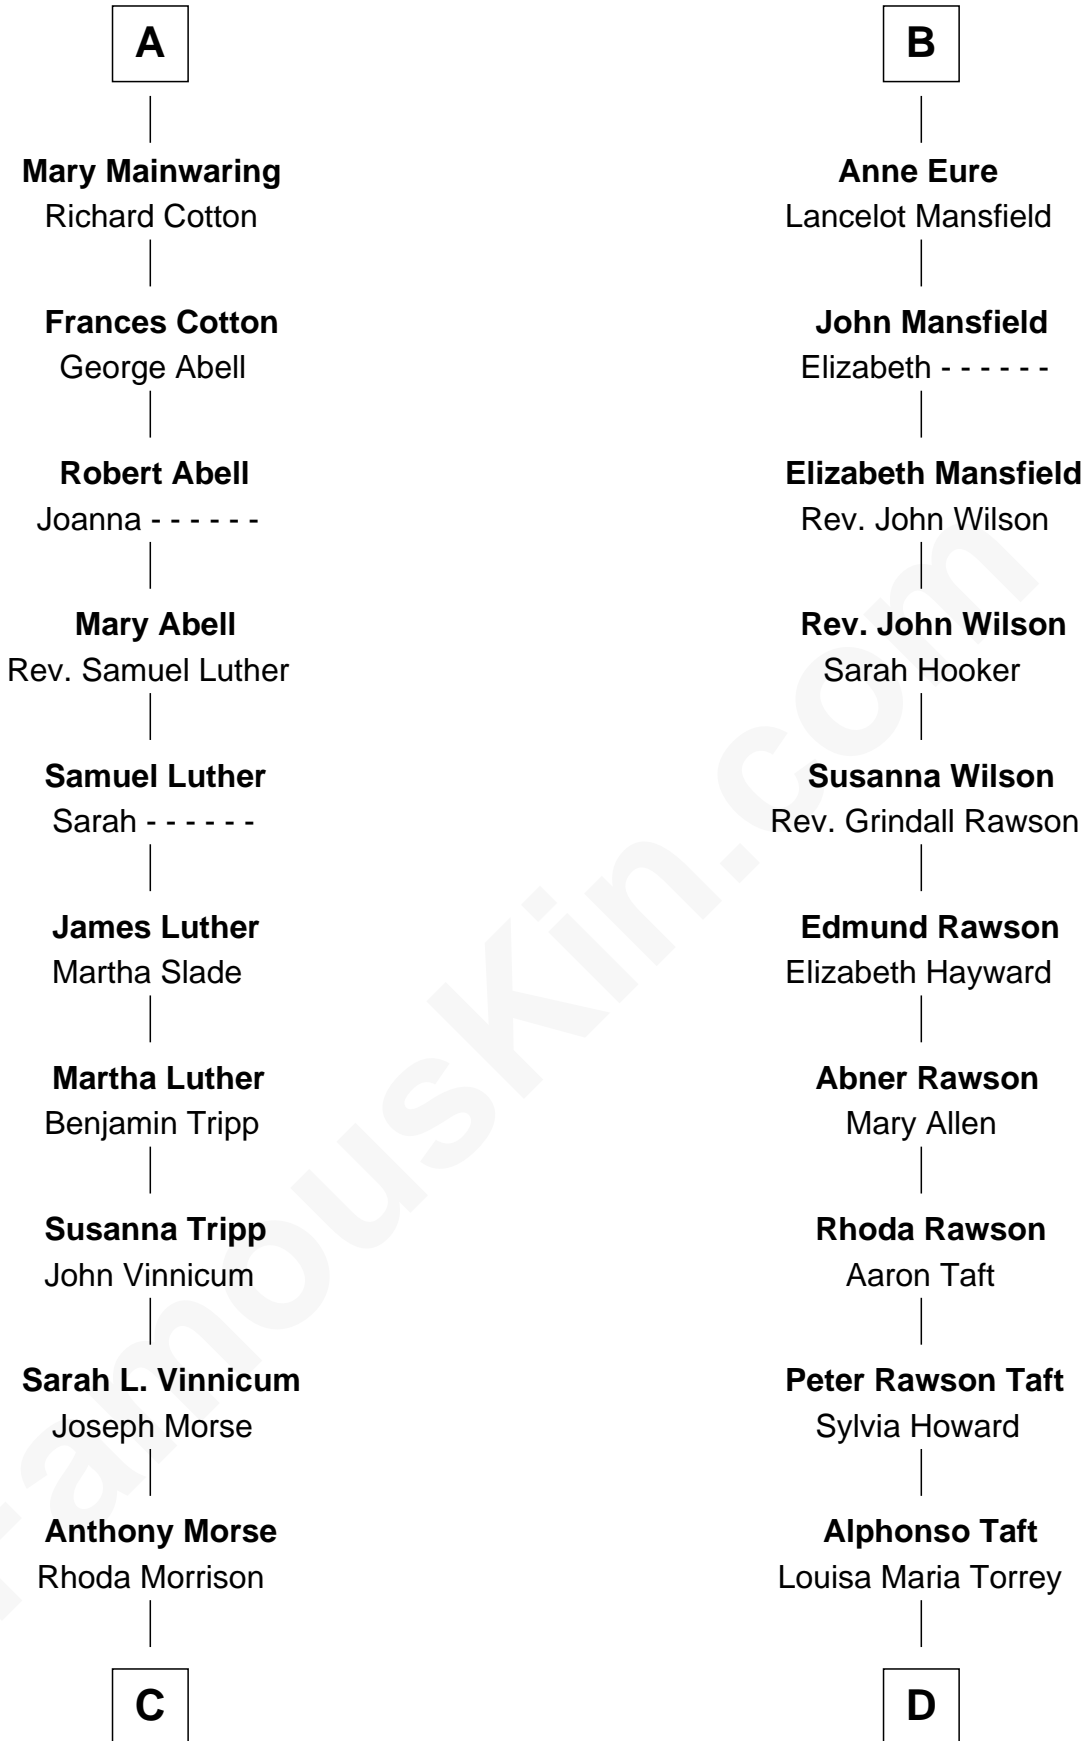 A
Mary Mainwaring
Richard Cotton
Frances Cotton
George Abell
Robert Abell
Joanna - - - - - -
Mary Abell
Rev. Samuel Luther
Samuel Luther
Sarah - - - - - -
James Luther
Martha Slade
Martha Luther
Benjamin Tripp
Susanna Tripp
John Vinnicum
Sarah L. Vinnicum
Joseph Morse
Anthony Morse
Rhoda Morrison
C
B
Anne Eure
Lancelot Mansfield
John Mansfield
Elizabeth - - - - - -
Elizabeth Mansfield
Rev. John Wilson
Rev. John Wilson
Sarah Hooker
Susanna Wilson
Rev. Grindall Rawson
Edmund Rawson
Elizabeth Hayward
Abner Rawson
Mary Allen
Rhoda Rawson
Aaron Taft
Peter Rawson Taft
Sylvia Howard
Alphonso Taft
Louisa Maria Torrey
D
FamousKin.com